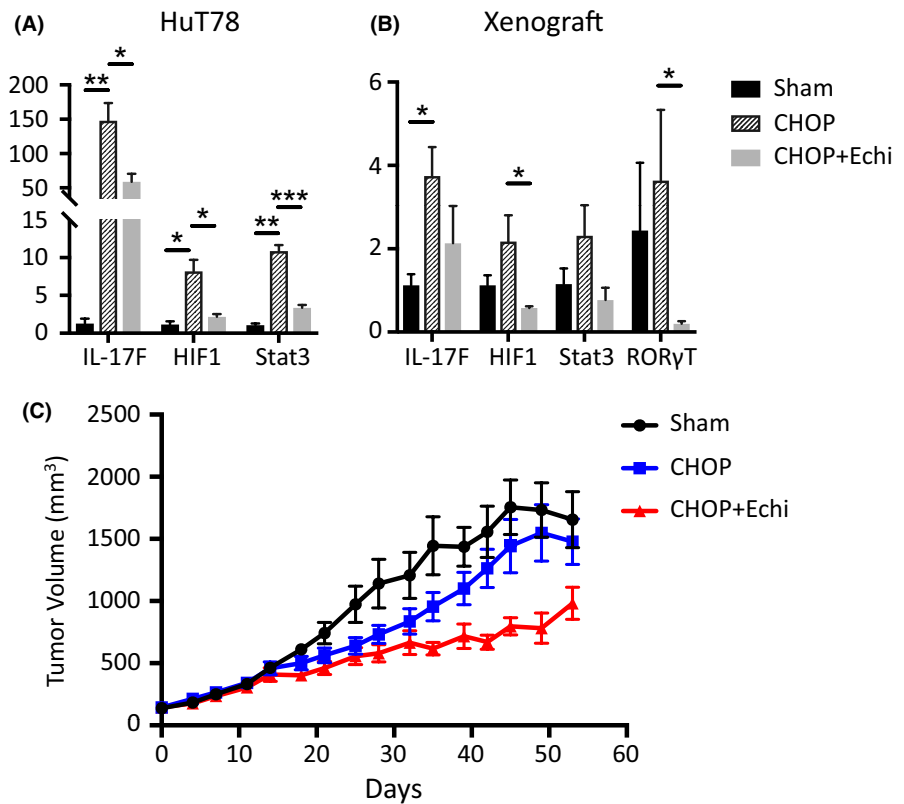 (A) HuT78
** *
200
150
100
50
15
10
5
0
* *
** ***
IL-17F HIF1 Stat3
(B) Xenograft
6
4
2
0
* * *
IL-17F HIF1 Stat3 RORγT
Sham
CHOP
CHOP+Echi
(C)
Tumor Volume (mm³)
2500
2000
1500
1000
500
0
0 10 20 30 40 50 60
Days
Sham
CHOP
CHOP+Echi